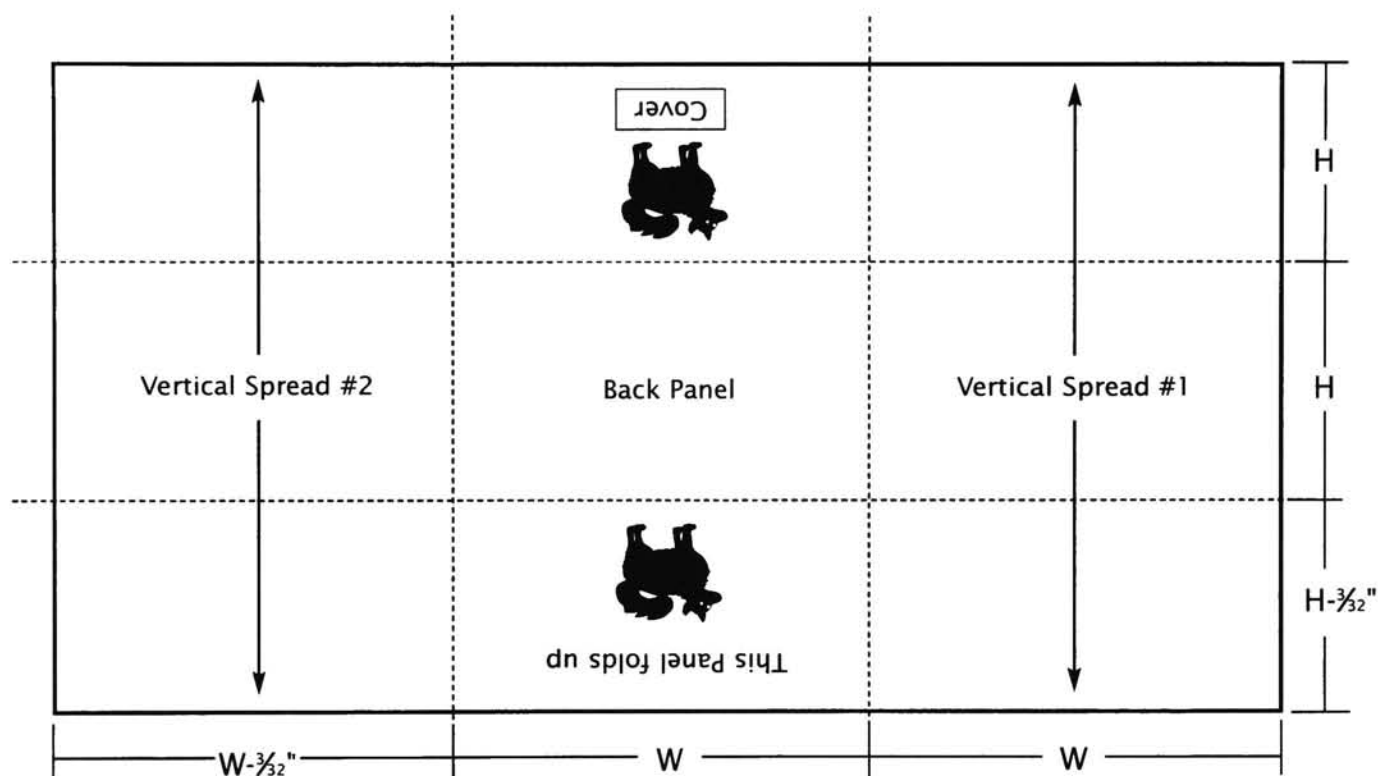 Cover
H
Vertical Spread #2
Back Panel
Vertical Spread #1
H
H-3⁄32"
This Panel folds up
W-3⁄32"
W
W